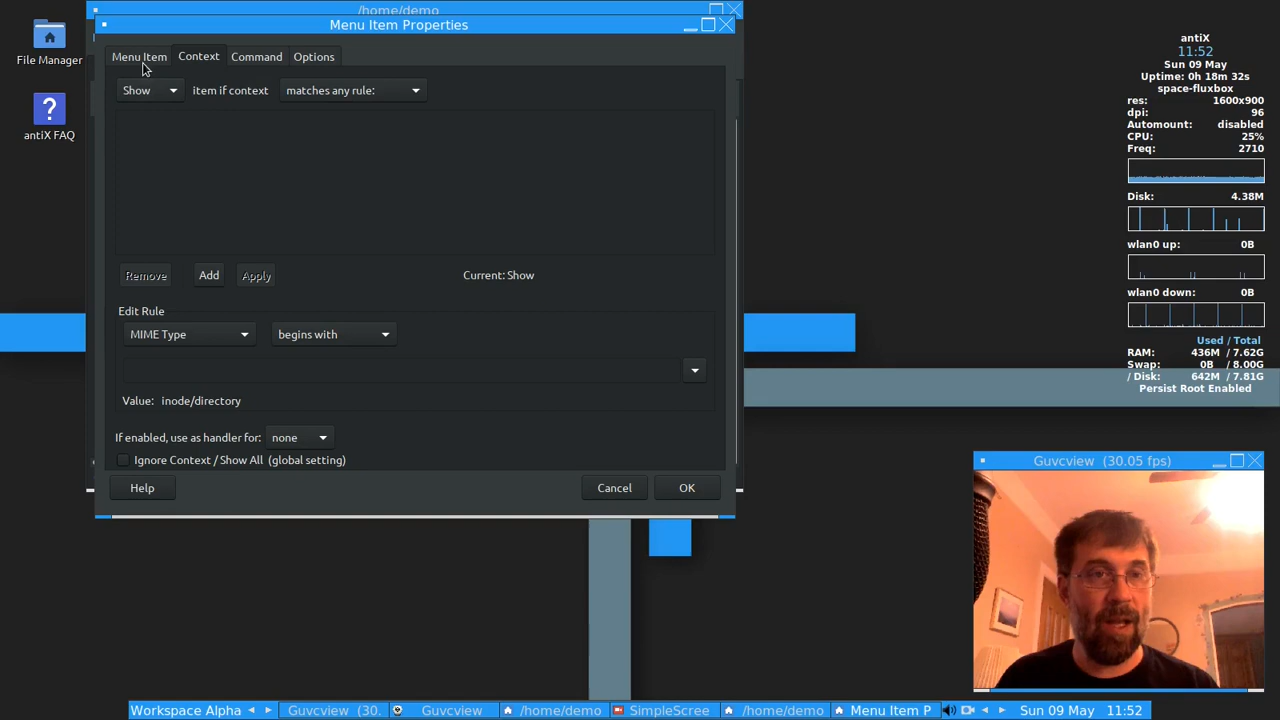 /home/demo
Menu Item Properties
File Manager
antiX FAQ
Menu Item
Context
Command
Options
Show
item if context
matches any rule:
Remove
Add
Apply
Current: Show
Edit Rule
MIME Type
begins with
Value: inode/directory
If enabled, use as handler for:
none
Ignore Context / Show All (global setting)
Help
Cancel
OK
antiX
11:52
Sun 09 May
Uptime: 0h 18m 32s
space-fluxbox
res: 1600x900
dpi: 96
Automount: disabled
CPU: 25%
Freq: 2710
Disk: 4.38M
wlan0 up: 0B
wlan0 down: 0B
Used / Total
RAM: 436M / 7.62G
Swap: 0B / 8.00G
/ Disk: 642M / 7.81G
Persist Root Enabled
Guvcview (30.05 fps)
Workspace Alpha
Guvcview (30.
Guvcview
/home/demo
SimpleScree
/home/demo
Menu Item P
Sun 09 May 11:52